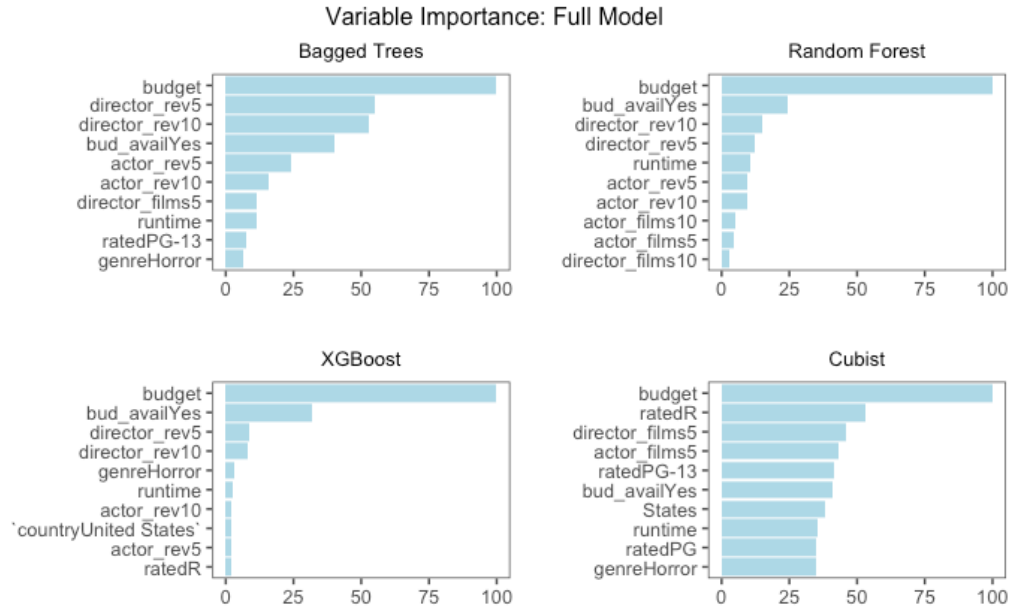 Variable Importance: Full Model
Bagged Trees
budget
director_rev5
director_rev10
bud_availYes
actor_rev5
actor_rev10
director_films5
runtime
ratedPG-13
genreHorror
0 25 50 75 100
Random Forest
budget
bud_availYes
director_rev10
director_rev5
runtime
actor_rev5
actor_rev10
actor_films10
actor_films5
director_films10
0 25 50 75 100
XGBoost
budget
bud_availYes
director_rev5
director_rev10
genreHorror
runtime
actor_rev10
`countryUnited States`
actor_rev5
ratedR
0 25 50 75 100
Cubist
budget
ratedR
director_films5
actor_films5
ratedPG-13
bud_availYes
States
runtime
ratedPG
genreHorror
0 25 50 75 100